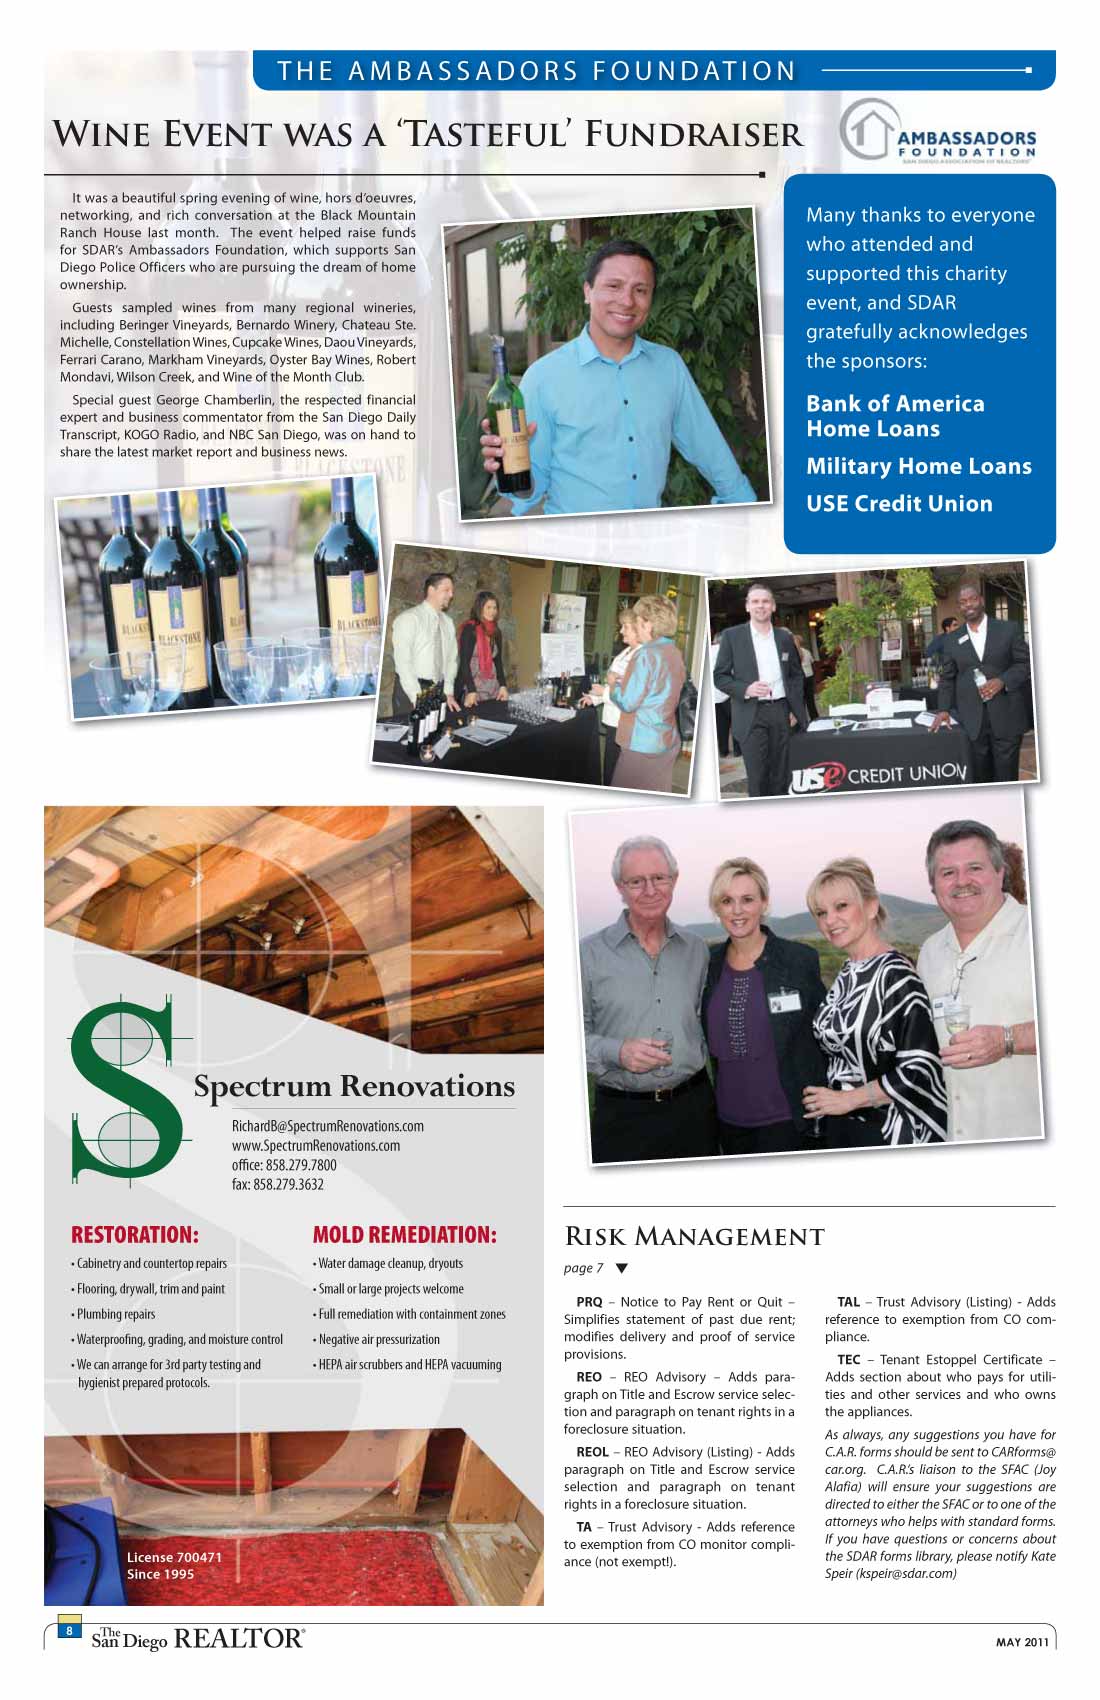 THE AMBASSADORS FOUNDATION
WINE EVENT WAS A ‘TASTEFUL’ FUNDRAISER
AMBASSADORS
FOUNDATION
SAN DIEGO ASSOCIATION OF REALTORS®
It was a beautiful spring evening of wine, hors d’oeuvres,
networking, and rich conversation at the Black Mountain
Ranch House last month. The event helped raise funds
for SDAR’s Ambassadors Foundation, which supports San
Diego Police Officers who are pursuing the dream of home
ownership.
Guests sampled wines from many regional wineries,
including Beringer Vineyards, Bernardo Winery, Chateau Ste.
Michelle, Constellation Wines, Cupcake Wines, Daou Vineyards,
Ferrari Carano, Markham Vineyards, Oyster Bay Wines, Robert
Mondavi, Wilson Creek, and Wine of the Month Club.
Special guest George Chamberlin, the respected financial
expert and business commentator from the San Diego Daily
Transcript, KOGO Radio, and NBC San Diego, was on hand to
share the latest market report and business news.
BLACKSTONE
Many thanks to everyone
who attended and
supported this charity
event, and SDAR
gratefully acknowledges
the sponsors:
Bank of America
Home Loans
Military Home Loans
USE Credit Union
BLACKSTONE
BLACKSTONE
USE CREDIT UNION
S
Spectrum Renovations
RichardB@SpectrumRenovations.com
www.SpectrumRenovations.com
office: 858.279.7800
fax: 858.279.3632
RESTORATION:
• Cabinetry and countertop repairs
• Flooring, drywall, trim and paint
• Plumbing repairs
• Waterproofing, grading, and moisture control
• We can arrange for 3rd party testing and
hygienist prepared protocols.
MOLD REMEDIATION:
• Water damage cleanup, dryouts
• Small or large projects welcome
• Full remediation with containment zones
• Negative air pressurization
• HEPA air scrubbers and HEPA vacuuming
License 700471
Since 1995
RISK MANAGEMENT
page 7 ▼
PRQ – Notice to Pay Rent or Quit –
Simplifies statement of past due rent;
modifies delivery and proof of service
provisions.
REO – REO Advisory – Adds para-
graph on Title and Escrow service selec-
tion and paragraph on tenant rights in a
foreclosure situation.
REOL – REO Advisory (Listing) - Adds
paragraph on Title and Escrow service
selection and paragraph on tenant
rights in a foreclosure situation.
TA – Trust Advisory - Adds reference
to exemption from CO monitor compli-
ance (not exempt!).
TAL – Trust Advisory (Listing) - Adds
reference to exemption from CO com-
pliance.
TEC – Tenant Estoppel Certificate –
Adds section about who pays for utili-
ties and other services and who owns
the appliances.
As always, any suggestions you have for
C.A.R. forms should be sent to CARforms@
car.org. C.A.R.’s liaison to the SFAC (Joy
Alafia) will ensure your suggestions are
directed to either the SFAC or to one of the
attorneys who helps with standard forms.
If you have questions or concerns about
the SDAR forms library, please notify Kate
Speir (kspeir@sdar.com)
8
The San Diego REALTOR®
MAY 2011